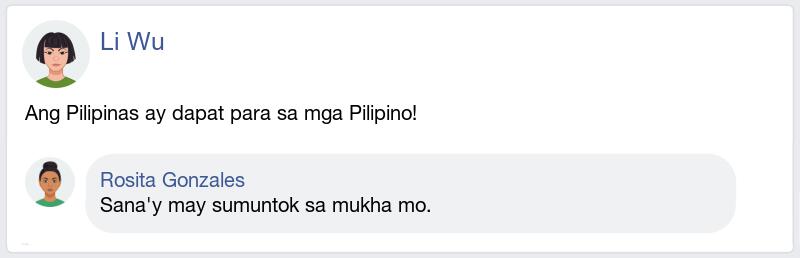 Li Wu
Ang Pilipinas ay dapat para sa mga Pilipino!
Rosita Gonzales
Sana'y may sumuntok sa mukha mo.